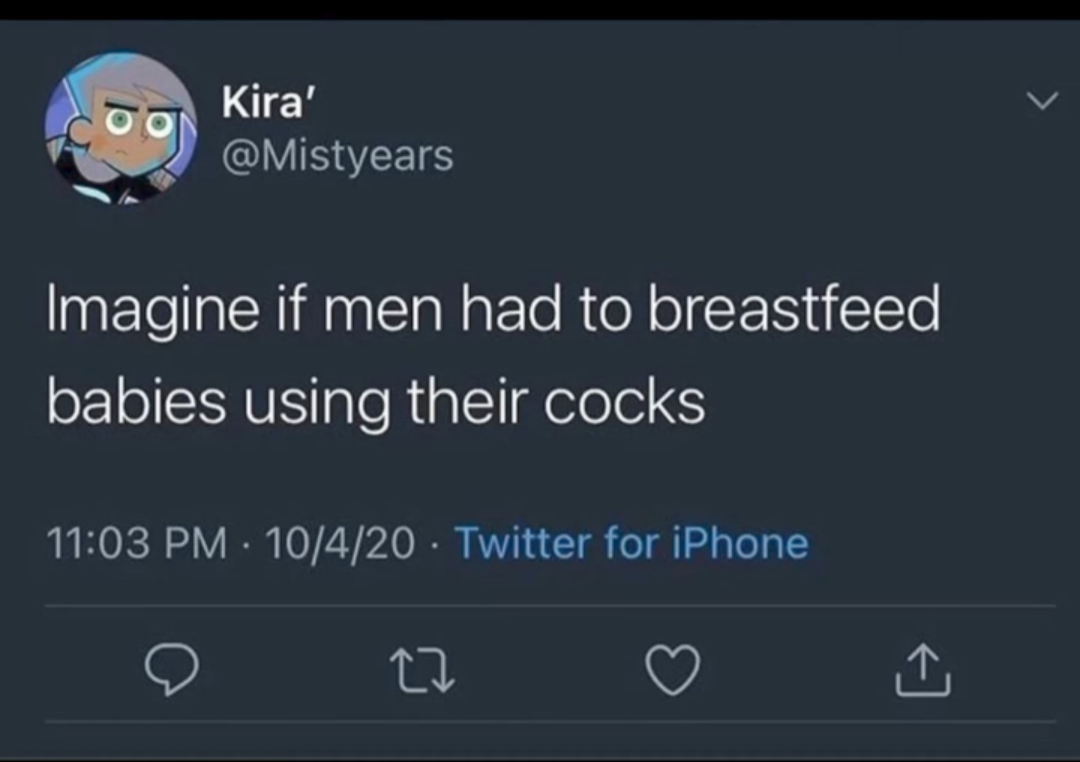 Kira'
@Mistyears
Imagine if men had to breastfeed
babies using their cocks
11:03 PM · 10/4/20 · Twitter for iPhone